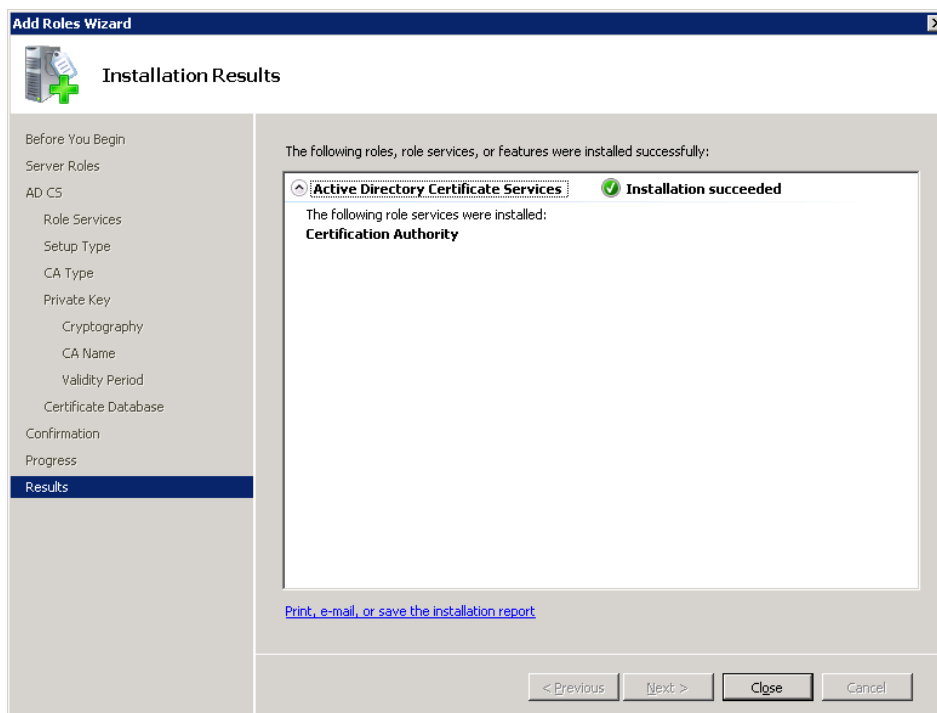 Add Roles Wizard
Installation Results
Before You Begin
Server Roles
AD CS
Role Services
Setup Type
CA Type
Private Key
Cryptography
CA Name
Validity Period
Certificate Database
Confirmation
Progress
Results
The following roles, role services, or features were installed successfully:
Active Directory Certificate Services Installation succeeded
The following role services were installed:
Certification Authority
Print, e-mail, or save the installation report
< Previous Next > Close Cancel